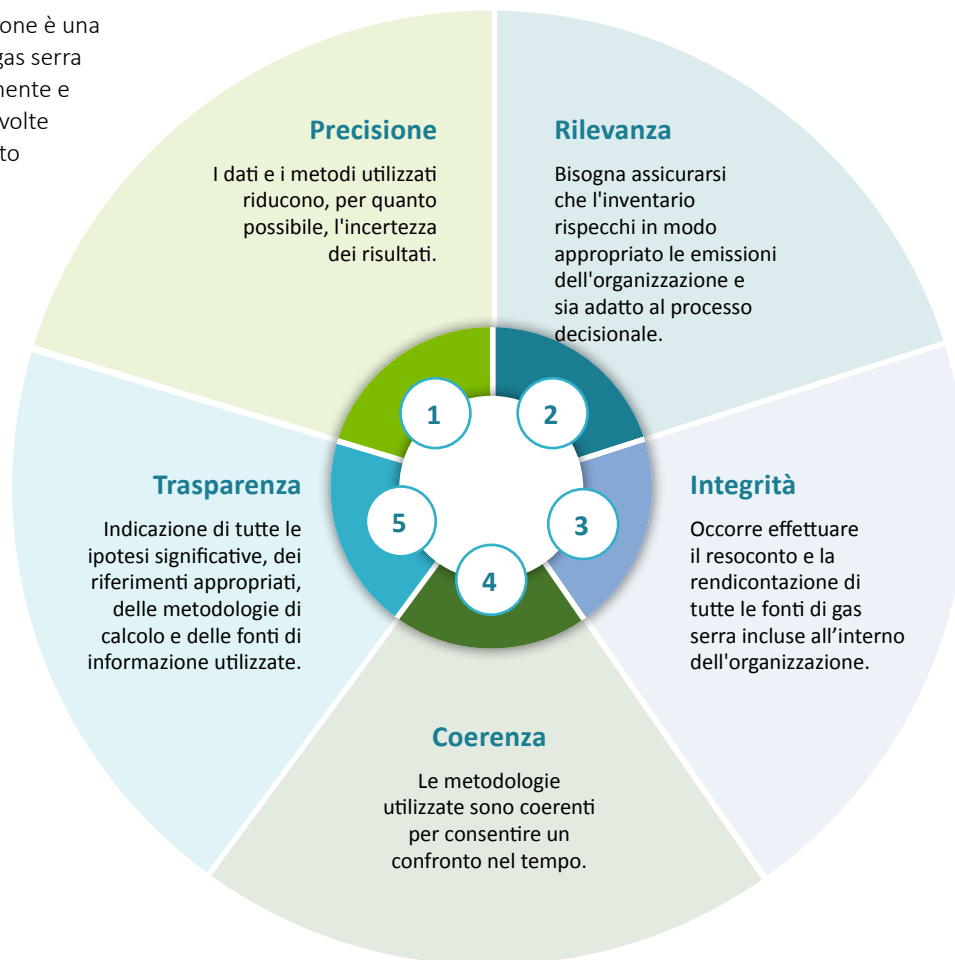 one è una
gas serra
nente e
volte
to
Precisione
I dati e i metodi utilizzati
riducono, per quanto
possibile, l'incertezza
dei risultati.
Rilevanza
Bisogna assicurarsi
che l'inventario
rispecchi in modo
appropriato le emissioni
dell'organizzazione e
sia adatto al processo
decisionale.
1
2
3
4
5
Trasparenza
Indicazione di tutte le
ipotesi significative, dei
riferimenti appropriati,
delle metodologie di
calcolo e delle fonti di
informazione utilizzate.
Integrità
Occorre effettuare
il resoconto e la
rendicontazione di
tutte le fonti di gas
serra incluse all’interno
dell'organizzazione.
Coerenza
Le metodologie
utilizzate sono coerenti
per consentire un
confronto nel tempo.